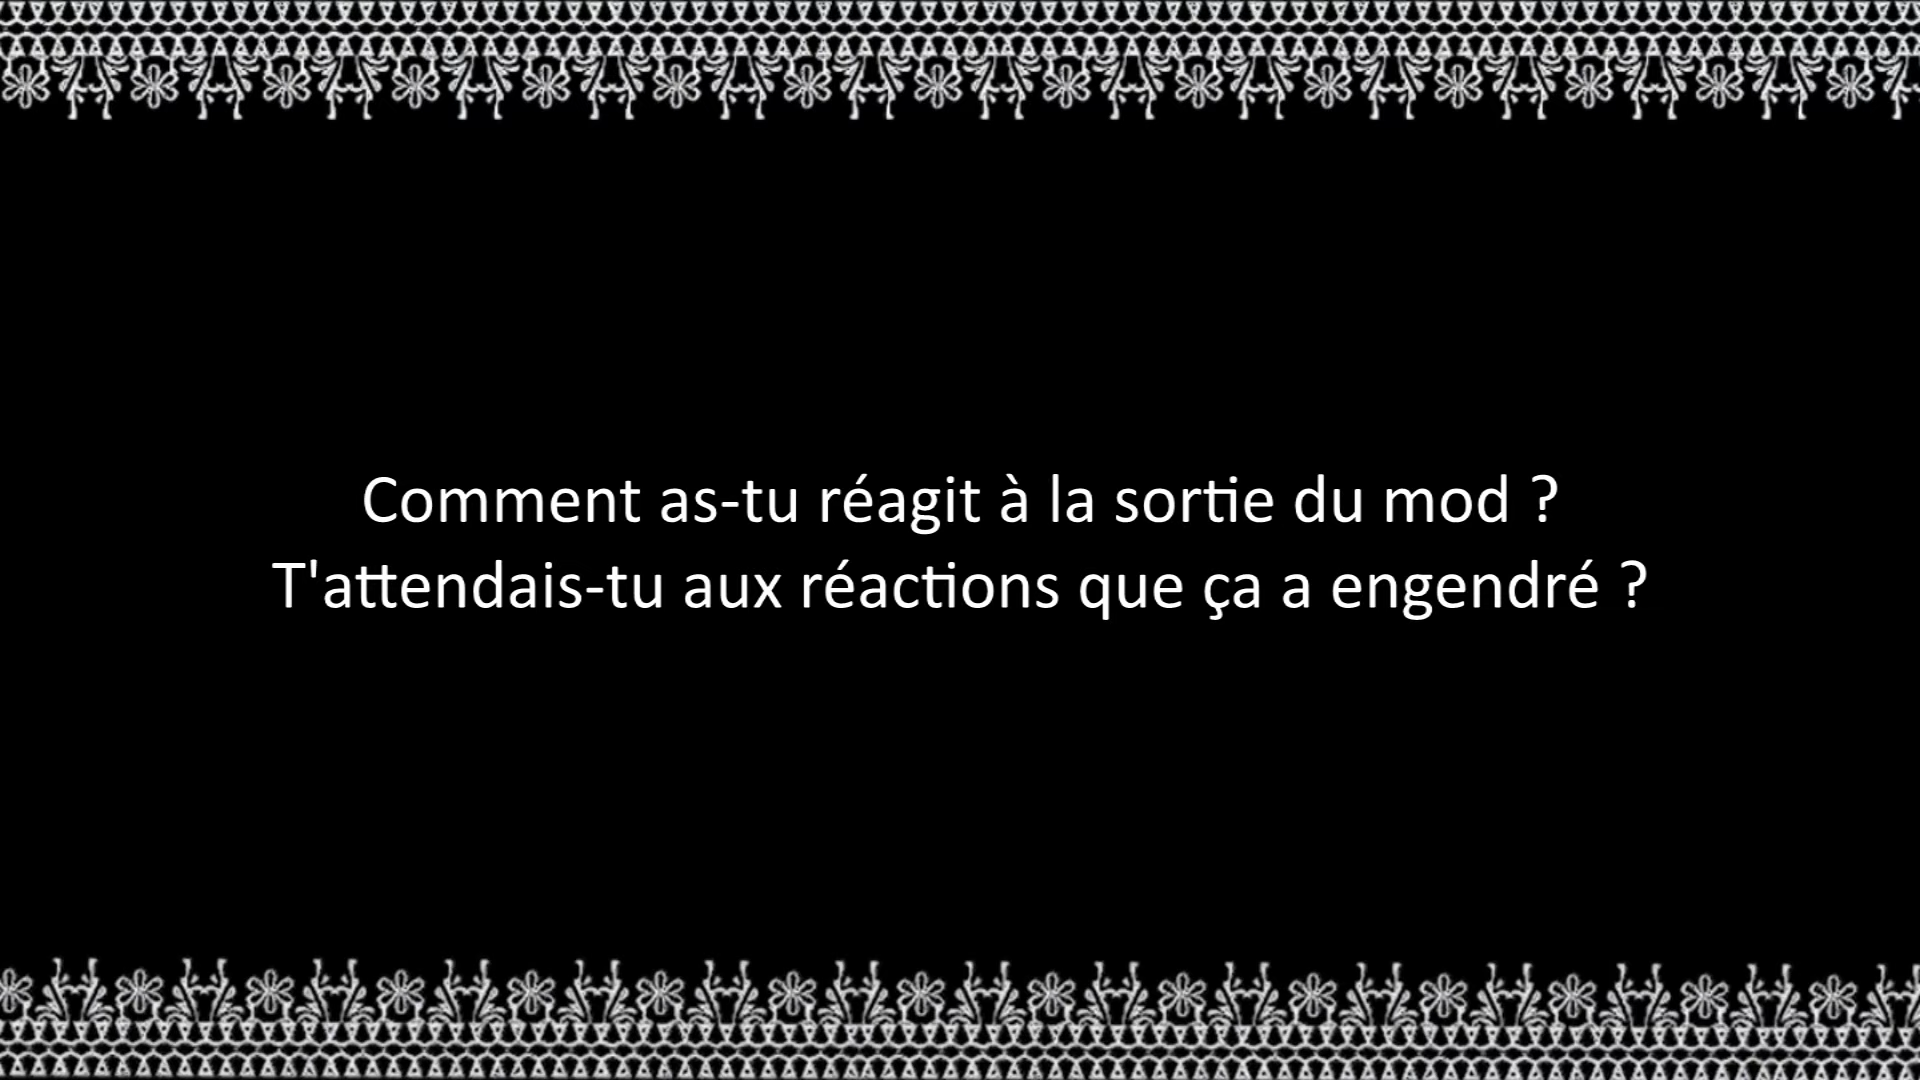 Comment as-tu réagit à la sortie du mod ?
T'attendais-tu aux réactions que ça a engendré ?